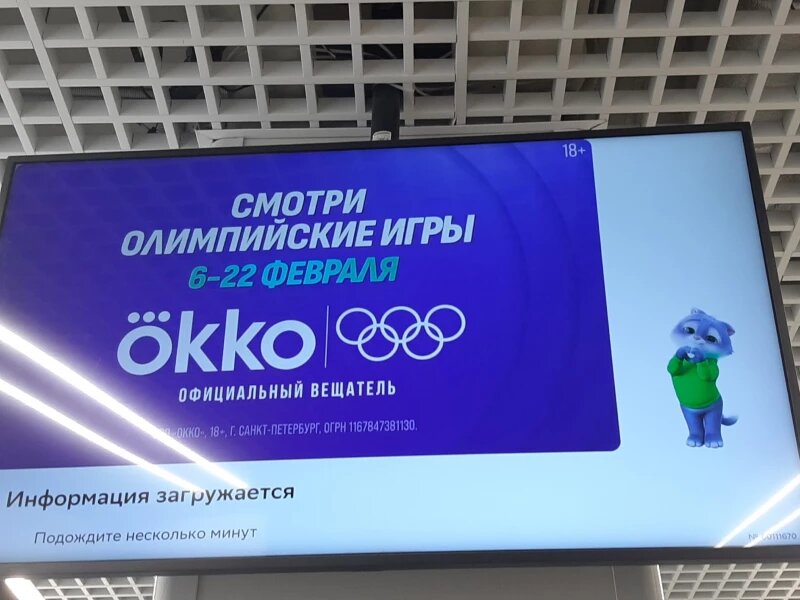 18+
СМОТРИ
ОЛИМПИЙСКИЕ ИГРЫ
6–22 ФЕВРАЛЯ
ökko
ОФИЦИАЛЬНЫЙ ВЕЩАТЕЛЬ
«ОККО», 18+, Г. САНКТ-ПЕТЕРБУРГ, ОГРН 1167847381130.
Информация загружается
Подождите несколько минут